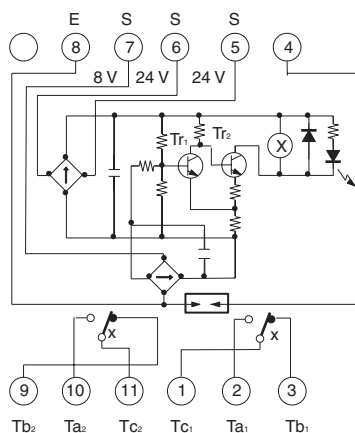 E S S S
8 7 6 5 4
8 V 24 V 24 V
Tr1 Tr2
X
x x
9 10 11 1 2 3
Tb2 Ta2 Tc2 Tc1 Ta1 Tb1